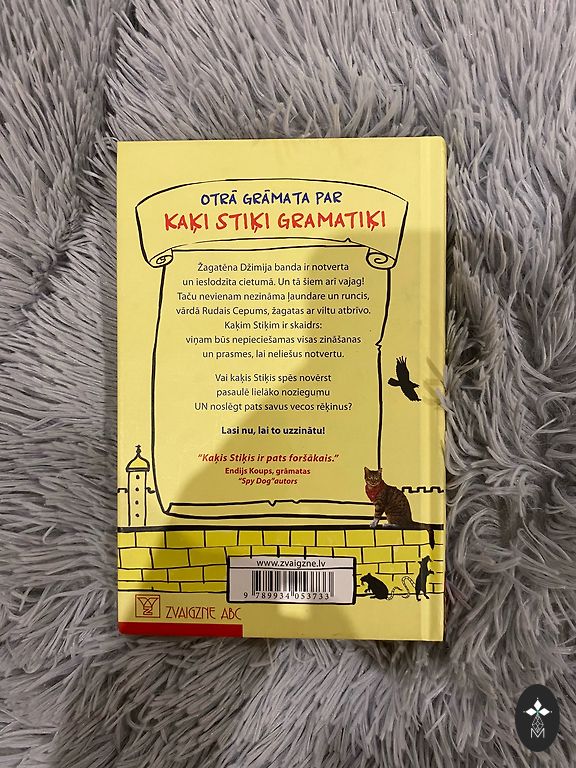 OTRĀ GRĀMATA PAR
KAĶI STIĶI GRAMATIĶI
Žagatēna Džimija banda ir notverta
un ieslodzīta cietumā. Un tā šiem arī vajag!
Taču nevienam nezināma ļaundare un runcis,
vārdā Rudais Cepums, žagatas ar viltu atbrīvo.
Kaķim Stiķim ir skaidrs:
viņam būs nepieciešamas visas zināšanas
un prasmes, lai neliešus notvertu.
Vai kaķis Stiķis spēs novērst
pasaulē lielāko noziegumu
UN noslēgt pats savus vecos rēķinus?
Lasi nu, lai to uzzinātu!
“Kaķis Stiķis ir pats foršākais.”
Endijs Koups, grāmatas
“Spy Dog” autors
www.zvaigzne.lv
9 789934 053733
ZVAIGZNE ABC
M